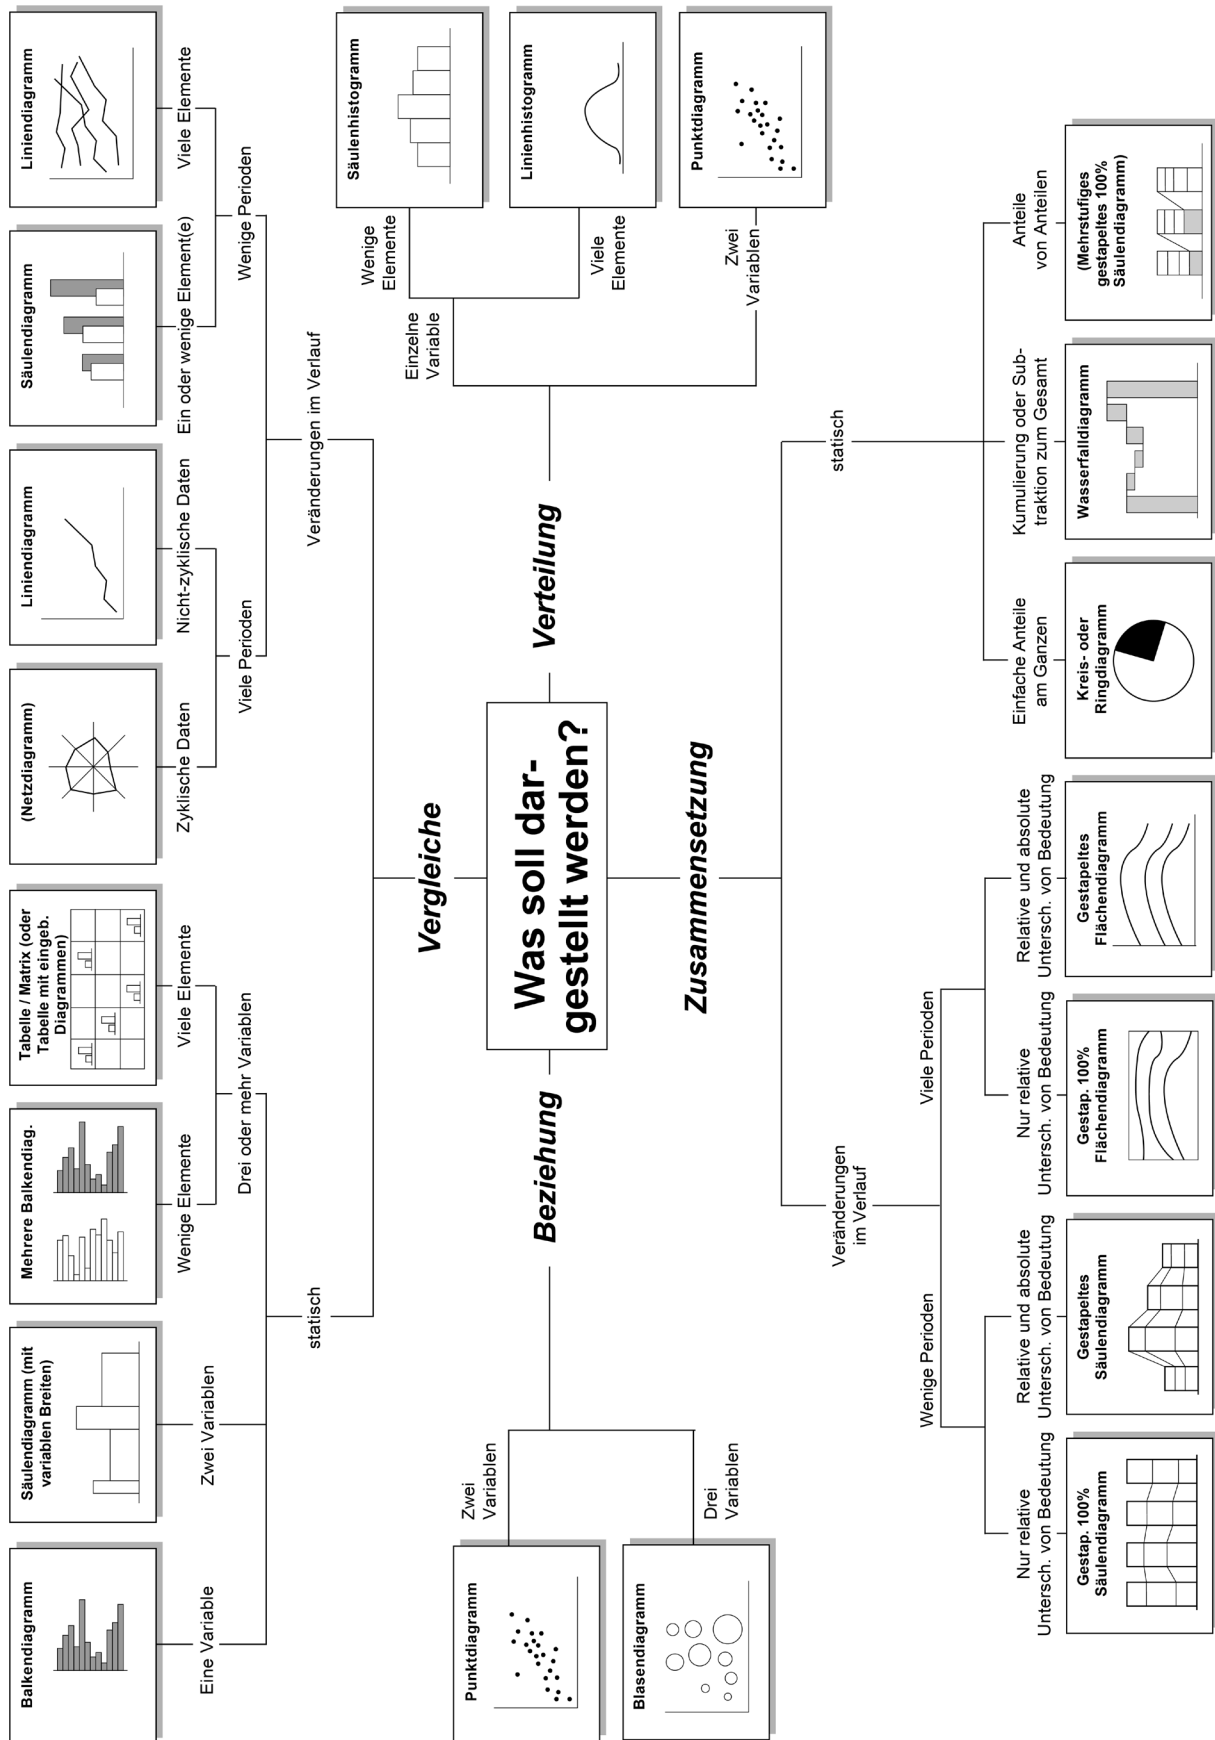 Balkendiagramm
Säulendiagramm (mit
variablen Breiten)
Mehrere Balkendiag.
Tabelle / Matrix (oder
Tabelle mit eingeb.
Diagrammen)
(Netzdiagramm)
Liniendiagramm
Säulendiagramm
Liniendiagramm
Eine Variable
Zwei Variablen
Wenige Elemente
Viele Elemente
Zyklische Daten
Nicht-zyklische Daten
Ein oder wenige Element(e)
Viele Elemente
Drei oder mehr Variablen
Viele Perioden
Wenige Perioden
statisch
Veränderungen im Verlauf
Vergleiche
Was soll dar-
gestellt werden?
Beziehung
Zwei
Variablen
Punktdiagramm
Drei
Variablen
Blasendiagramm
Verteilung
Einzelne
Variable
Wenige
Elemente
Säulenhistogramm
Viele
Elemente
Linienhistogramm
Zwei
Variablen
Punktdiagramm
Zusammensetzung
Veränderungen
im Verlauf
statisch
Wenige Perioden
Viele Perioden
Nur relative
Untersch. von Bedeutung
Relative und absolute
Untersch. von Bedeutung
Nur relative
Untersch. von Bedeutung
Relative und absolute
Untersch. von Bedeutung
Einfache Anteile
am Ganzen
Kumulierung oder Sub-
traktion zum Gesamt
Anteile
von Anteilen
Gestap. 100%
Säulendiagramm
Gestapeltes
Säulendiagramm
Gestap. 100%
Flächendiagramm
Gestapeltes
Flächendiagramm
Kreis- oder
Ringdiagramm
Wasserfalldiagramm
(Mehrstufiges
gestapeltes 100%
Säulendiagramm)